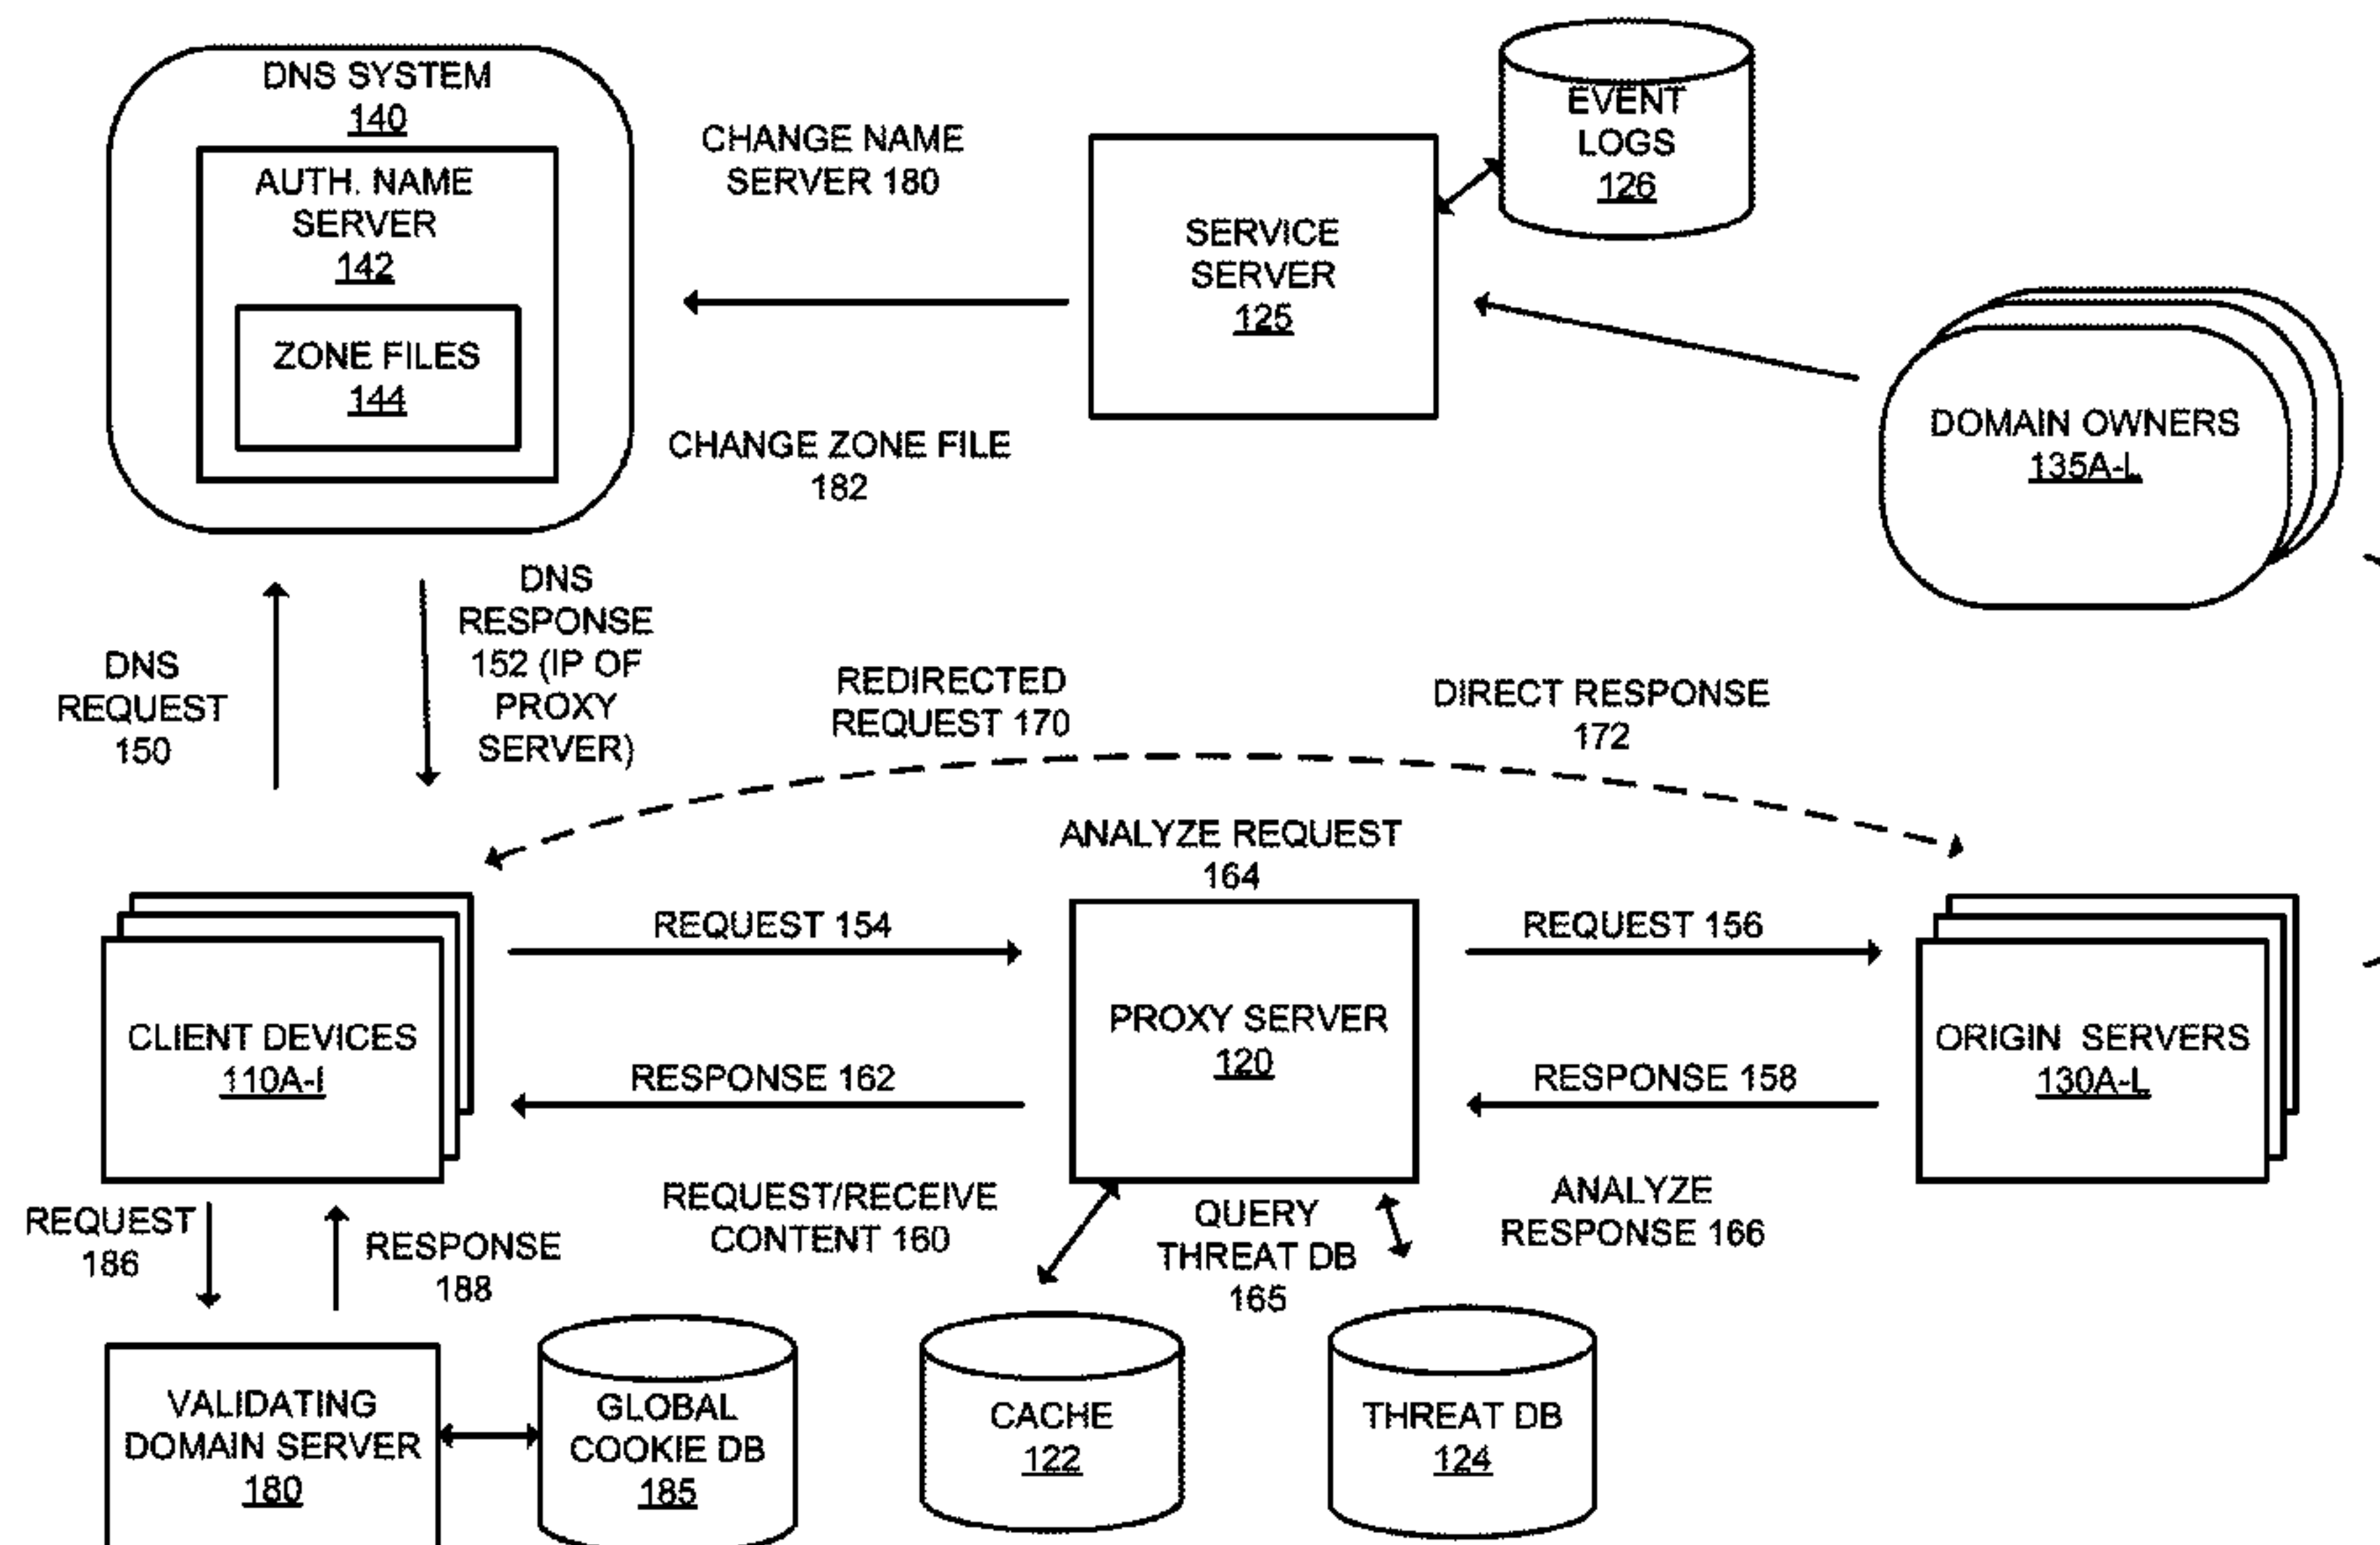 DNS SYSTEM
140
AUTH. NAME
SERVER
142
ZONE FILES
144
CHANGE NAME
SERVER 180
CHANGE ZONE FILE
182
SERVICE
SERVER
125
EVENT
LOGS
126
DOMAIN OWNERS
135A-L
DNS
REQUEST
150
DNS
RESPONSE
152 (IP OF
PROXY
SERVER)
REDIRECTED
REQUEST 170
DIRECT RESPONSE
172
ANALYZE REQUEST
164
CLIENT DEVICES
110A-I
REQUEST 154
RESPONSE 162
PROXY SERVER
120
REQUEST 156
RESPONSE 158
ORIGIN SERVERS
130A-L
REQUEST
186
RESPONSE
188
REQUEST/RECEIVE
CONTENT 160
QUERY
THREAT DB
165
ANALYZE
RESPONSE 166
VALIDATING
DOMAIN SERVER
180
GLOBAL
COOKIE DB
185
CACHE
122
THREAT DB
124